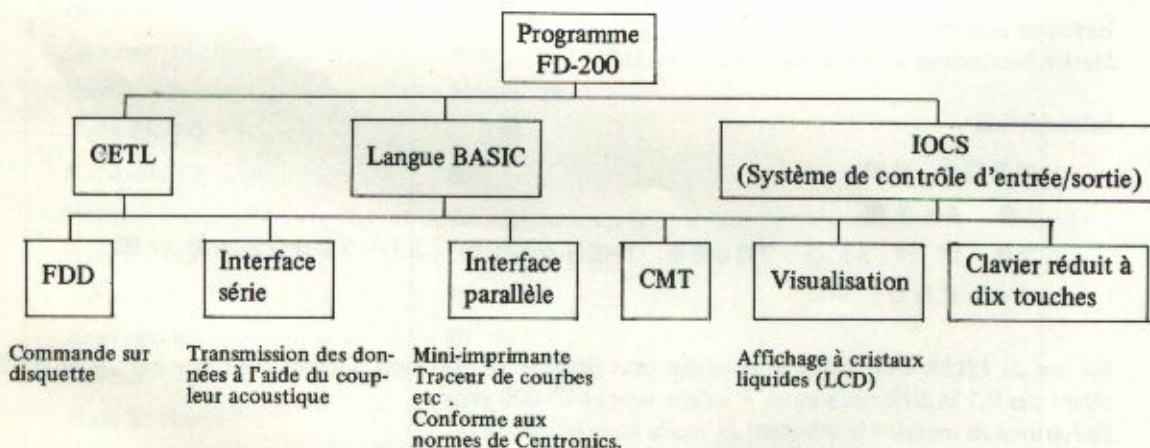 Programme
FD-200
CETL
Langue BASIC
IOCS
(Système de contrôle d'entrée/sortie)
FDD
Interface
série
Interface
parallèle
CMT
Visualisation
Clavier réduit à
dix touches
Commande sur
disquette
Transmission des don-
nées à l'aide du coup-
leur acoustique
Mini-imprimante
Traceur de courbes
etc
Conforme aux
normes de Centronics.
Affichage à cristaux
liquides (LCD)